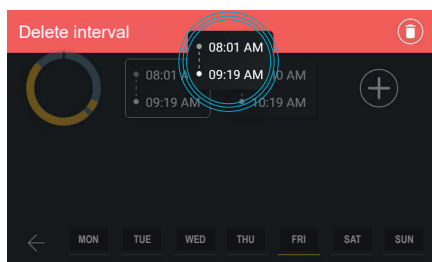 Delete interval
08:01 AM
09:19 AM
08:01 A
09:19 AM
0 AM
10:19 AM
MON TUE WED THU FRI SAT SUN